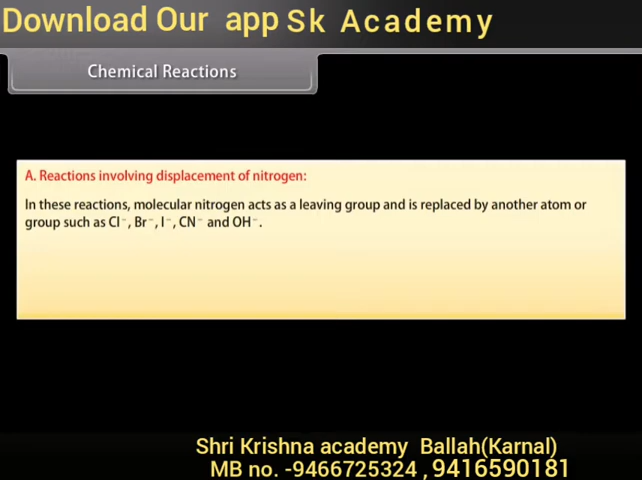 Download Our app Sk Academy
Chemical Reactions
A. Reactions involving displacement of nitrogen:
In these reactions, molecular nitrogen acts as a leaving group and is replaced by another atom or
group such as Cl⁻, Br⁻, I⁻, CN⁻ and OH⁻.
Shri Krishna academy Ballah(Karnal)
MB no. -9466725324 , 9416590181